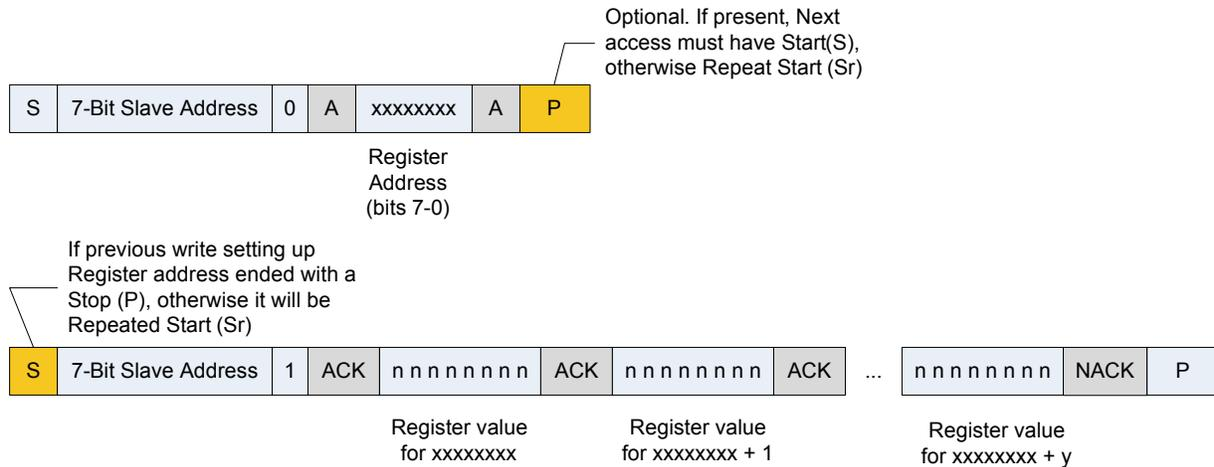 Optional. If present, Next
access must have Start(S),
otherwise Repeat Start (Sr)
S 7-Bit Slave Address 0 A xxxxxxxx A P
Register
Address
(bits 7-0)
If previous write setting up
Register address ended with a
Stop (P), otherwise it will be
Repeated Start (Sr)
S 7-Bit Slave Address 1 ACK n n n n n n n n ACK n n n n n n n n ACK ... n n n n n n n n NACK P
Register value
for xxxxxxxx
Register value
for xxxxxxxx + 1
Register value
for xxxxxxxx + y